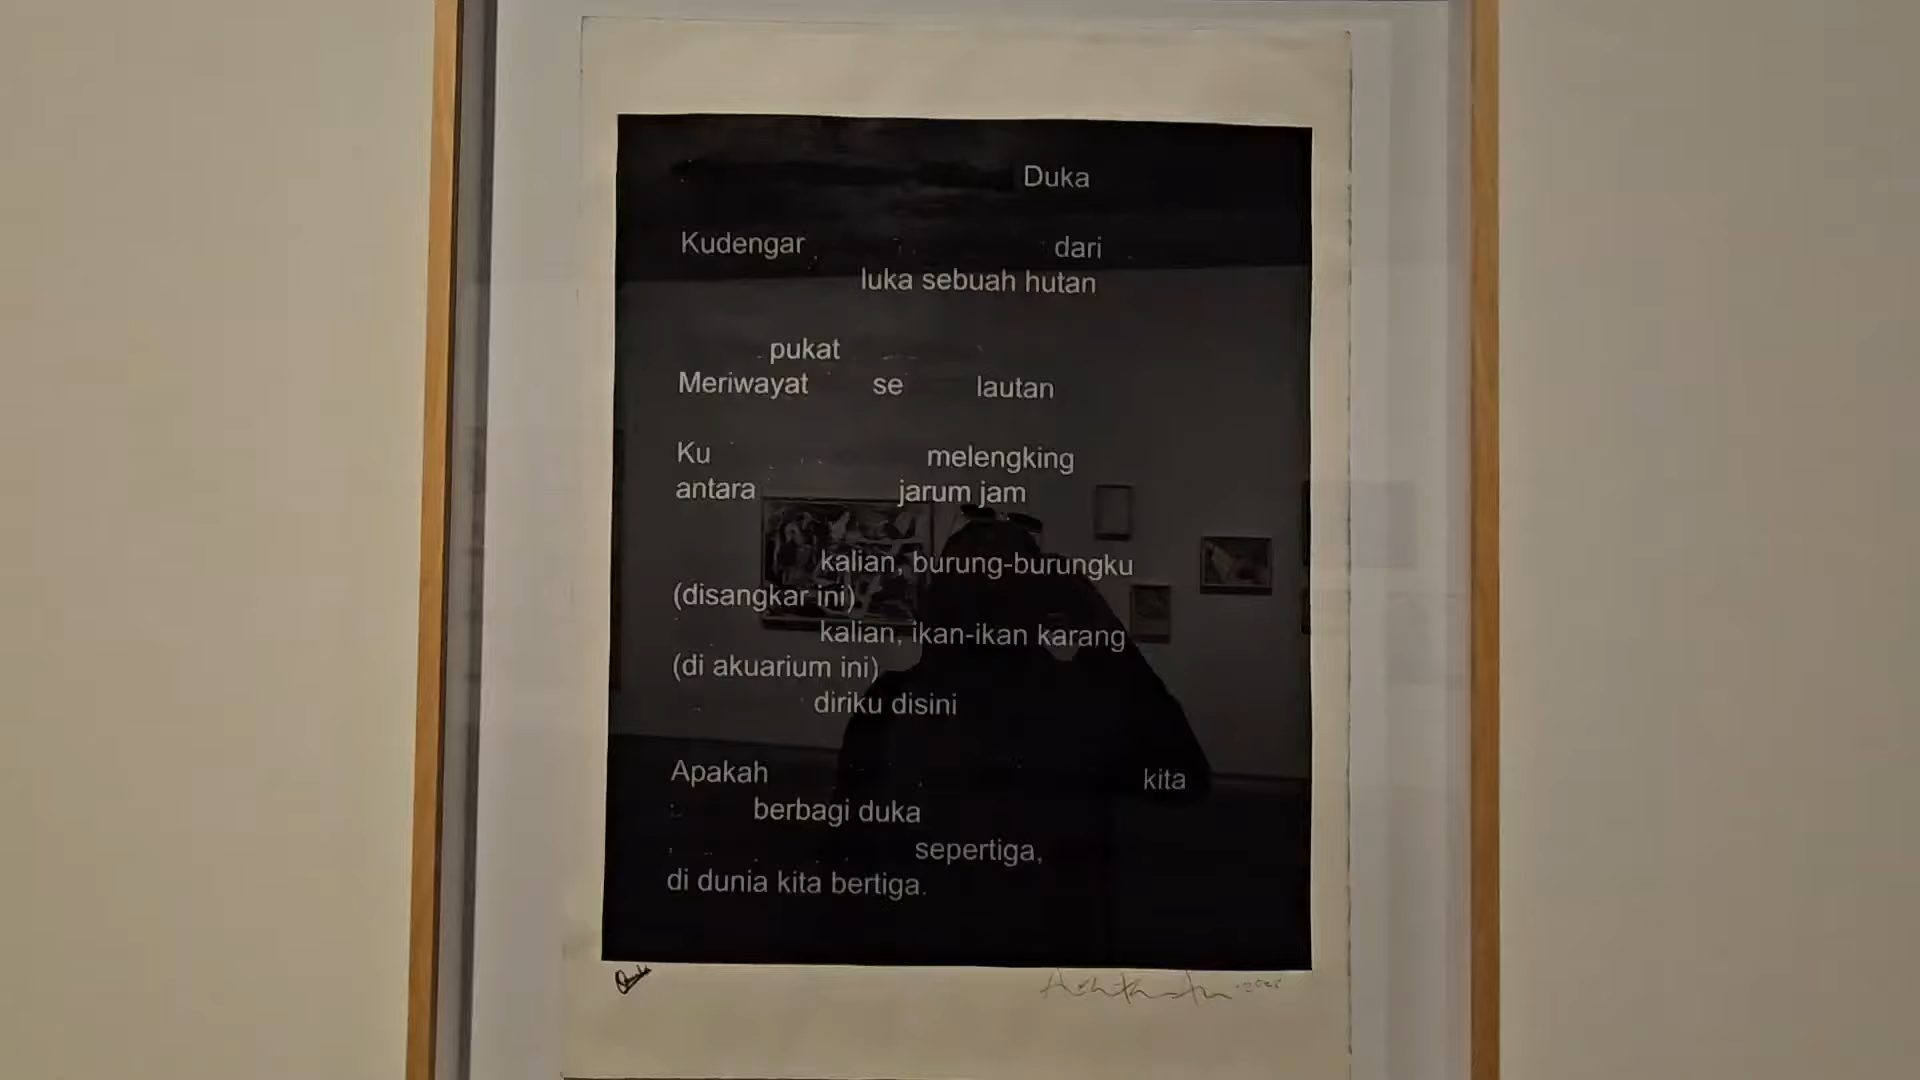 Duka
Kudengar dari
luka sebuah hutan
pukat
Meriwayat se lautan
Ku melengking
antara jarum jam
kalian, burung-burungku
(disangkar ini)
kalian, ikan-ikan karang
(di akuarium ini)
diriku disini
Apakah kita
berbagi duka
sepertiga,
di dunia kita bertiga.